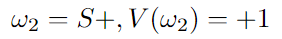 ω₂ = S+, V(ω₂) = +1